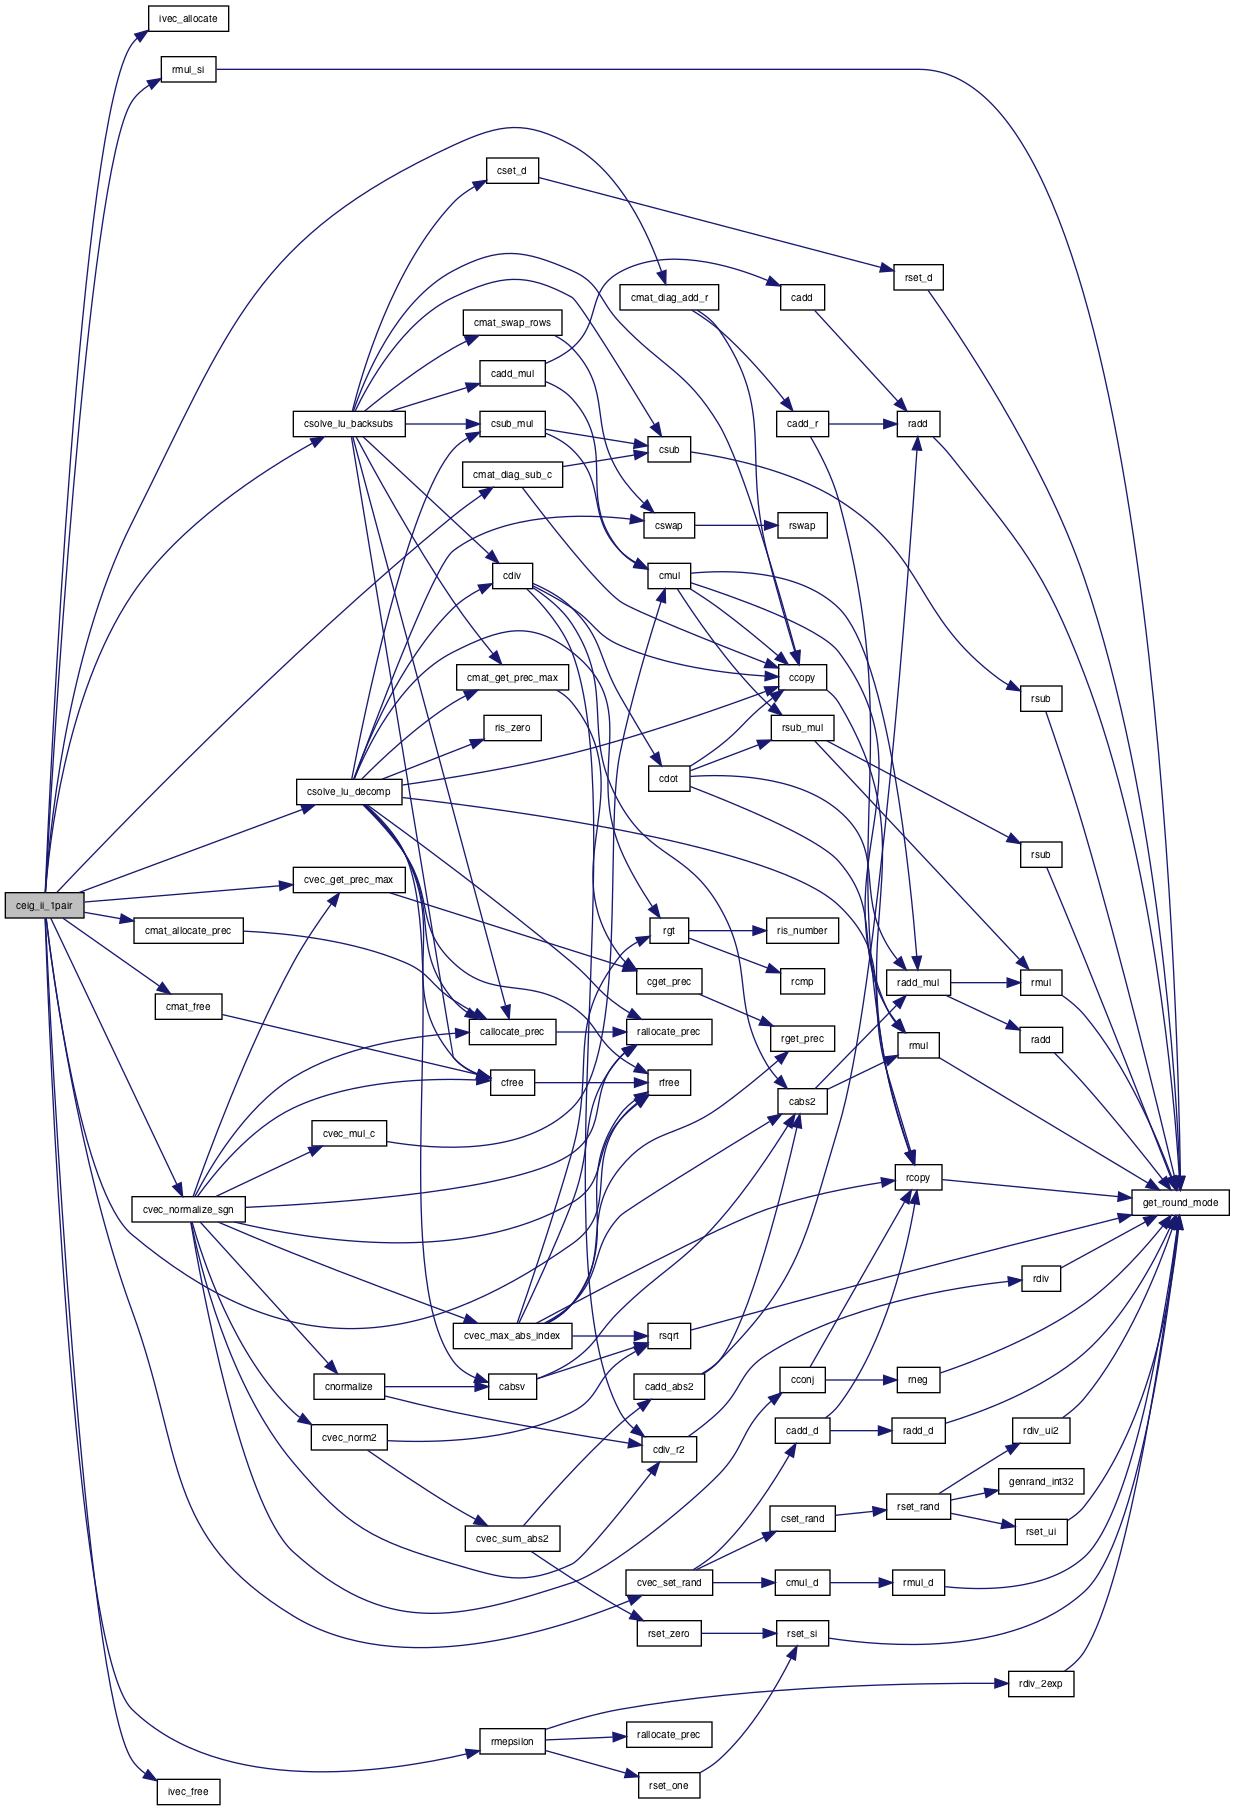 ivec_allocate
rmul_si
cset_d
rset_d
cmat_diag_add_r
cadd
cmat_swap_rows
cadd_mul
csolve_lu_backsubs
csub_mul
cadd_r
radd
csub
cmat_diag_sub_c
cswap
rswap
cdiv
cmul
cmat_get_prec_max
ccopy
rsub
ris_zero
rsub_mul
cdot
csolve_lu_decomp
rsub
cvec_get_prec_max
ceig_ii_1pair
cmat_allocate_prec
rgt
ris_number
cget_prec
rcmp
radd_mul
rmul
cmat_free
callocate_prec
rallocate_prec
rget_prec
rmul
radd
cfree
rfree
cabs2
cvec_mul_c
rcopy
cvec_normalize_sgn
get_round_mode
rdiv
cvec_max_abs_index
rsqrt
cnormalize
cabsv
cadd_abs2
cconj
rneg
cvec_norm2
cdiv_r2
cadd_d
radd_d
rdiv_ui2
genrand_int32
cset_rand
rset_rand
rset_ui
cvec_sum_abs2
cvec_set_rand
cmul_d
rmul_d
rset_zero
rset_si
rdiv_2exp
rmepsilon
rallocate_prec
rset_one
ivec_free